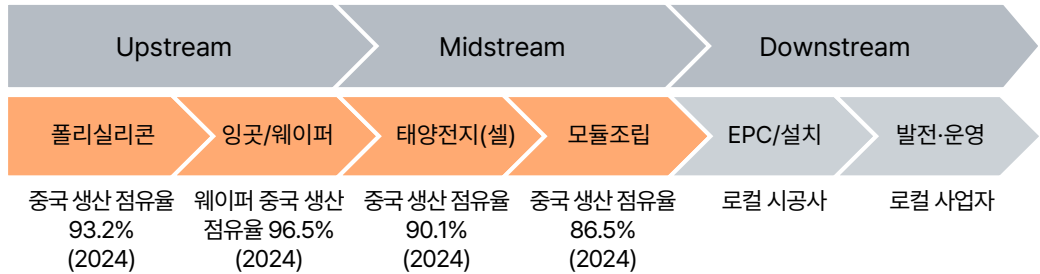 Upstream
Midstream
Downstream
폴리실리콘
잉곳/웨이퍼
태양전지(셀)
모듈조립
EPC/설치
발전·운영
중국 생산 점유율
93.2%
(2024)
웨이퍼 중국 생산
점유율 96.5%
(2024)
중국 생산 점유율
90.1%
(2024)
중국 생산 점유율
86.5%
(2024)
로컬 시공사
로컬 사업자